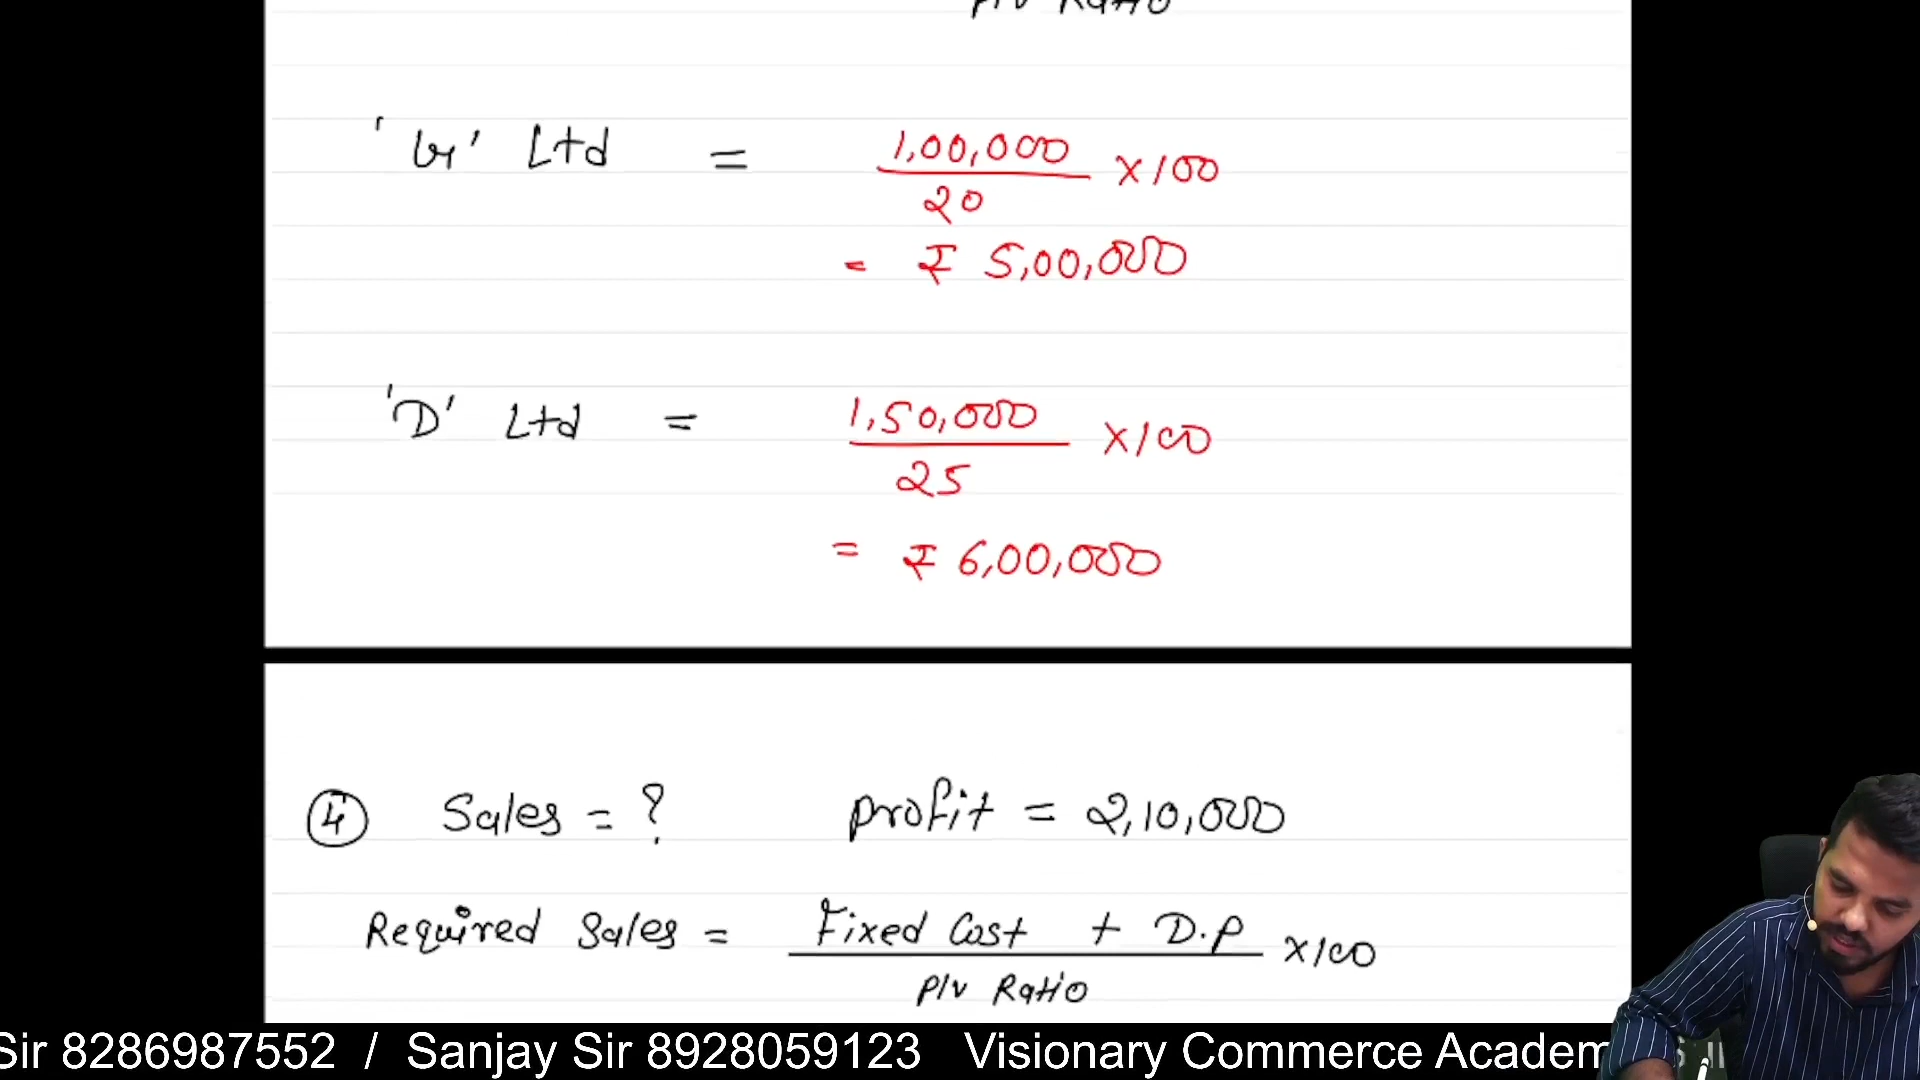 P/V Ratio
'G' Ltd = 1,00,000 / 20 ×100
= ₹ 5,00,000
'D' Ltd = 1,50,000 / 25 ×100
= ₹ 6,00,000
④ Sales = ? Profit = 2,10,000
Required Sales = Fixed Cost + D.P / P/V Ratio ×100
Sir 8286987552 / Sanjay Sir 8928059123 Visionary Commerce Academ